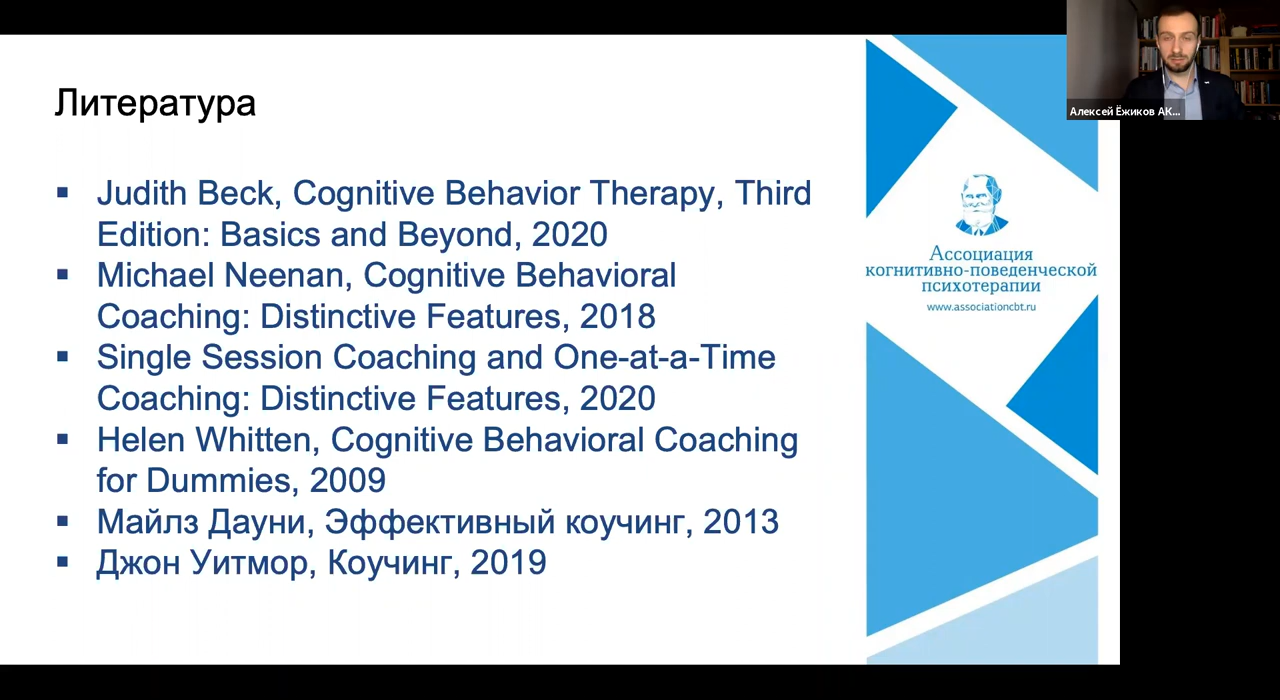 Литература
▪ Judith Beck, Cognitive Behavior Therapy, Third
Edition: Basics and Beyond, 2020
▪ Michael Neenan, Cognitive Behavioral
Coaching: Distinctive Features, 2018
▪ Single Session Coaching and One-at-a-Time
Coaching: Distinctive Features, 2020
▪ Helen Whitten, Cognitive Behavioral Coaching
for Dummies, 2009
▪ Майлз Дауни, Эффективный коучинг, 2013
▪ Джон Уитмор, Коучинг, 2019
Ассоциация
когнитивно-поведенческой
психотерапии
www.associationcbt.ru
Алексей Ёжиков АК...